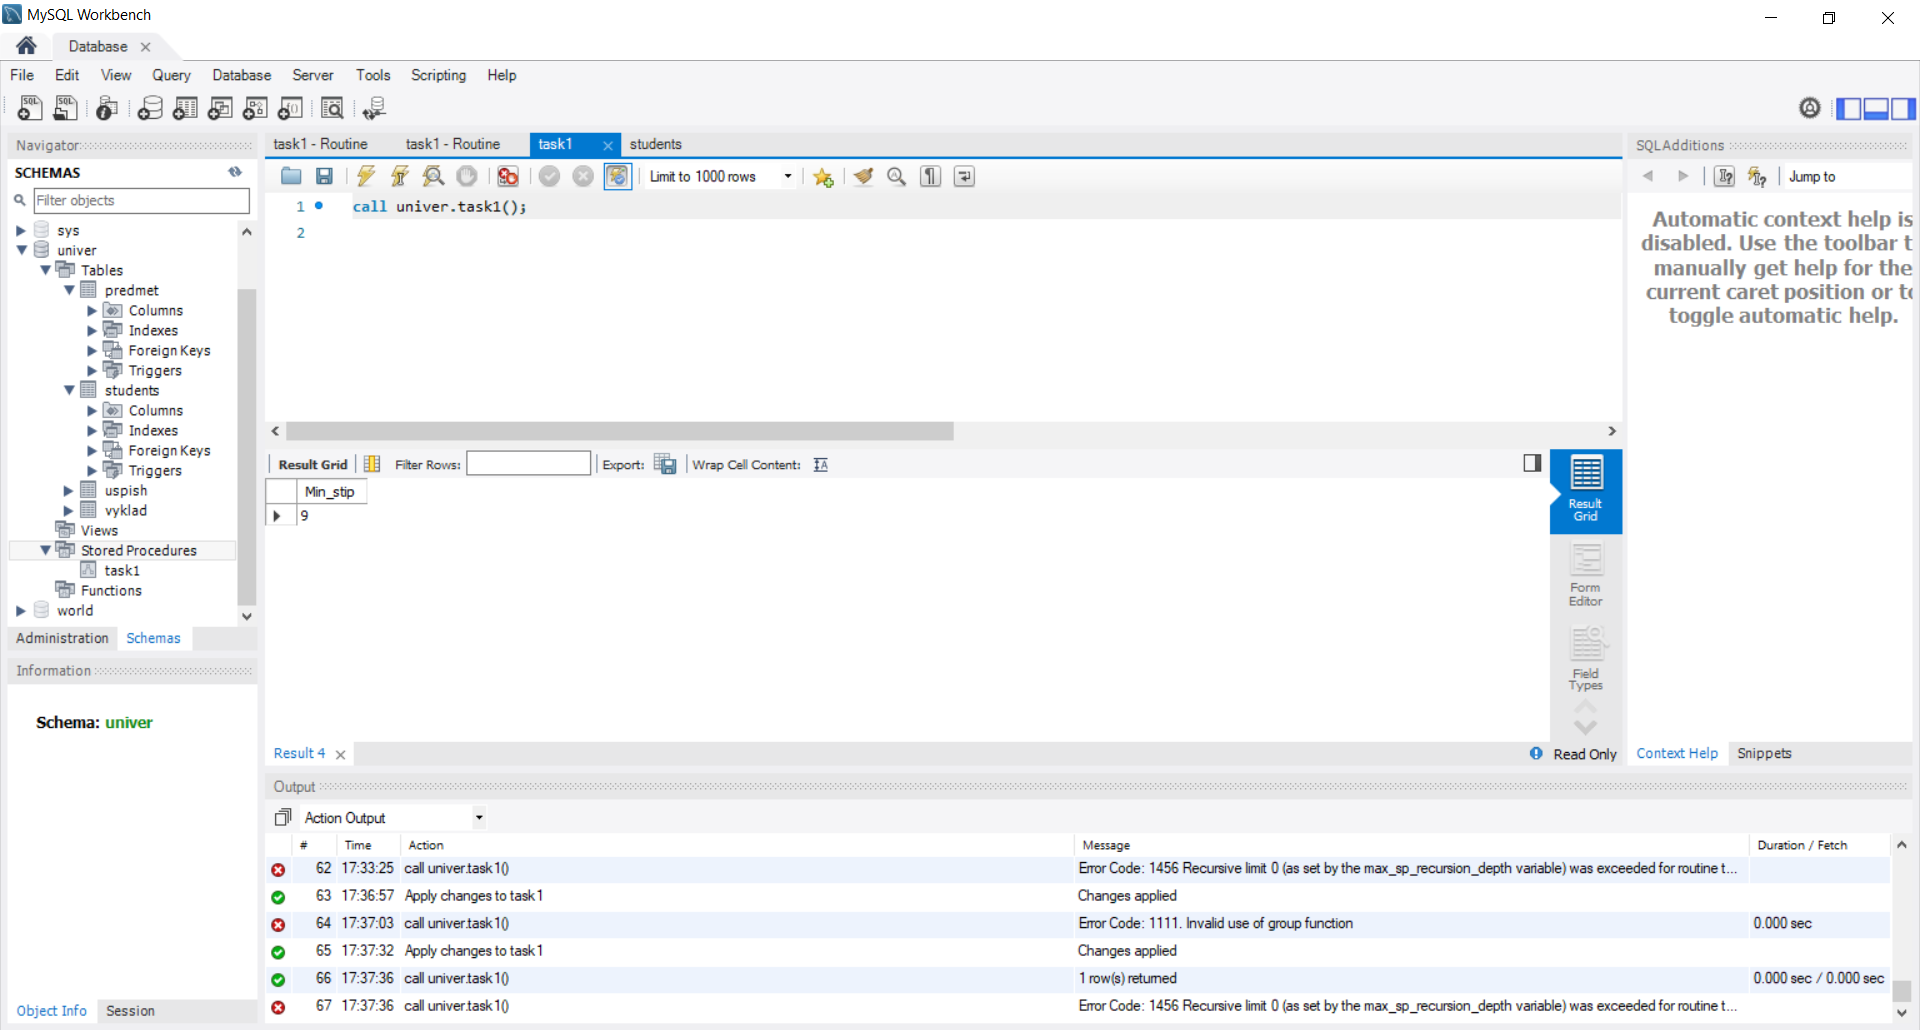 MySQL Workbench
Database
File Edit View Query Database Server Tools Scripting Help
Navigator
SCHEMAS
Filter objects
sys
univer
Tables
predmet
Columns
Indexes
Foreign Keys
Triggers
students
Columns
Indexes
Foreign Keys
Triggers
uspish
vyklad
Views
Stored Procedures
task1
Functions
world
Administration Schemas
Information
Schema: univer
Object Info Session
task1 - Routine task1 - Routine task1 students
Limit to 1000 rows
1 call univer.task1();
2
Result Grid Filter Rows: Export: Wrap Cell Content:
Min_stip
9
Result
Grid
Form
Editor
Field
Types
Result 4 Read Only
SQLAdditions
Jump to
Automatic context help is
disabled. Use the toolbar t
manually get help for the
current caret position or to
toggle automatic help.
Context Help Snippets
Output
Action Output
# Time Action Message Duration / Fetch
62 17:33:25 call univer.task1() Error Code: 1456 Recursive limit 0 (as set by the max_sp_recursion_depth variable) was exceeded for routine t...
63 17:36:57 Apply changes to task1 Changes applied
64 17:37:03 call univer.task1() Error Code: 1111. Invalid use of group function 0.000 sec
65 17:37:32 Apply changes to task1 Changes applied
66 17:37:36 call univer.task1() 1 row(s) returned 0.000 sec / 0.000 sec
67 17:37:36 call univer.task1() Error Code: 1456 Recursive limit 0 (as set by the max_sp_recursion_depth variable) was exceeded for routine t...